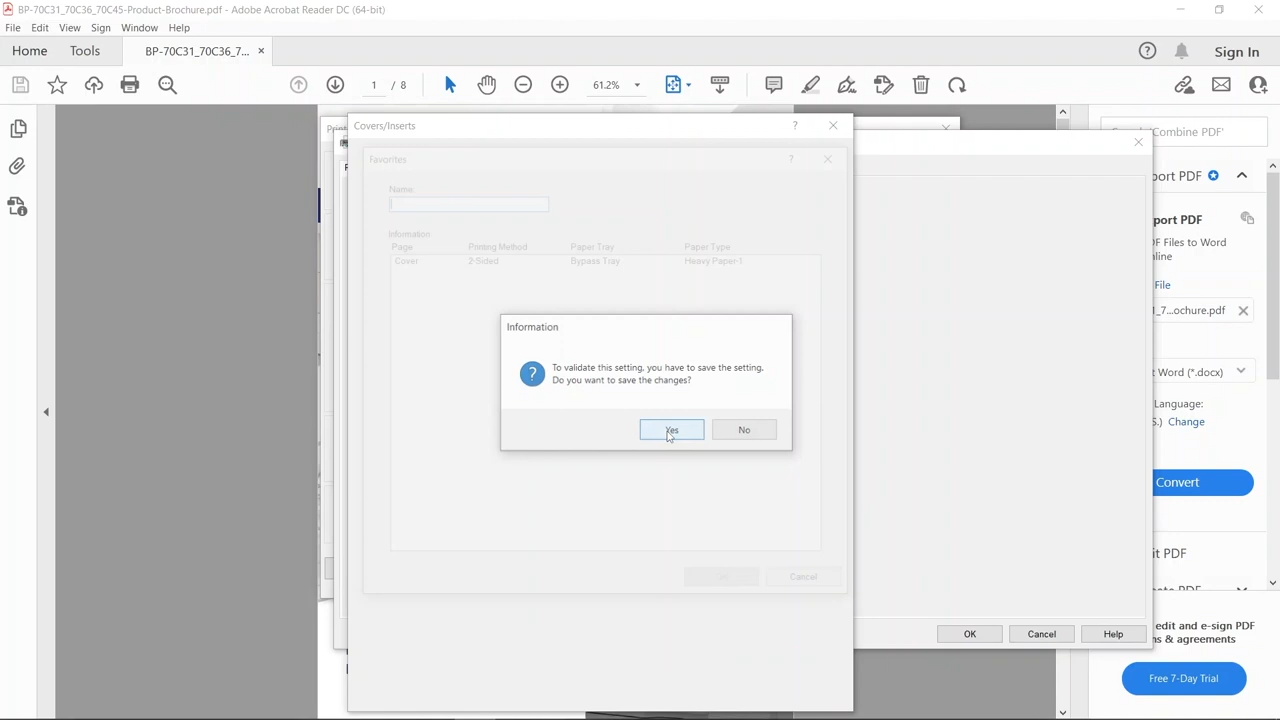 BP-70C31_70C36_70C45-Product-Brochure.pdf - Adobe Acrobat Reader DC (64-bit)
File Edit View Sign Window Help
Home Tools BP-70C31_70C36_7... ×
Sign In
1 / 8
61.2%
Covers/Inserts ?
Print
'Combine PDF'
Favorites ?
Name:
port PDF
Information
Page Printing Method Paper Tray Paper Type
Cover 2-Sided Bypass Tray Heavy Paper-1
port PDF
DF Files to Word
nline
File
1_7...ochure.pdf
Information
To validate this setting, you have to save the setting.
Do you want to save the changes?
Yes No
t Word (*.docx)
Language:
S.) Change
Convert
it PDF
Cancel
OK Cancel Help
edit and e-sign PDF
ns & agreements
Free 7-Day Trial